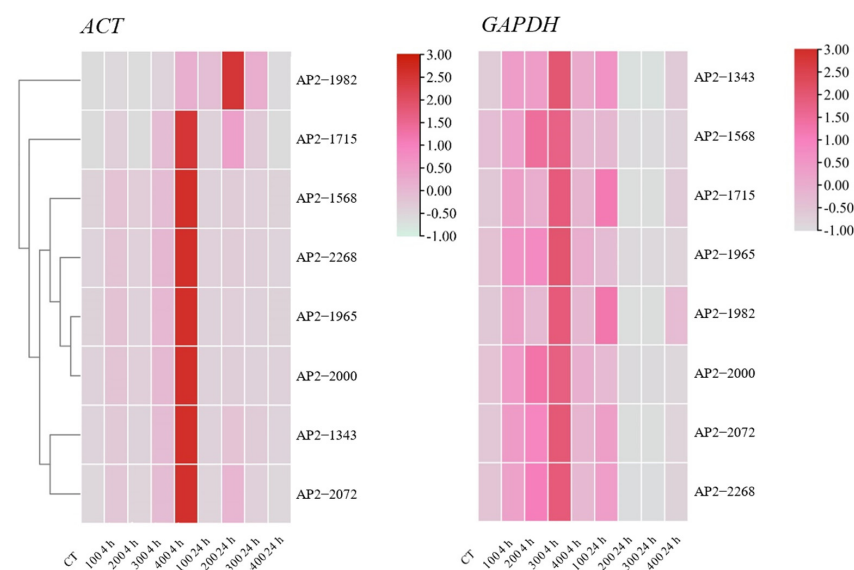 ACT
GAPDH
AP2-1982
AP2-1715
AP2-1568
AP2-2268
AP2-1965
AP2-2000
AP2-1343
AP2-2072
3.00
2.50
2.00
1.50
1.00
0.50
0.00
-0.50
-1.00
CT
100 4 h
200 4 h
300 4 h
400 4 h
100 24 h
200 24 h
300 24 h
400 24 h
AP2-1343
AP2-1568
AP2-1715
AP2-1965
AP2-1982
AP2-2000
AP2-2072
AP2-2268
3.00
2.50
2.00
1.50
1.00
0.50
0.00
-0.50
-1.00
CT
100 4 h
200 4 h
300 4 h
400 4 h
100 24 h
200 24 h
300 24 h
400 24 h